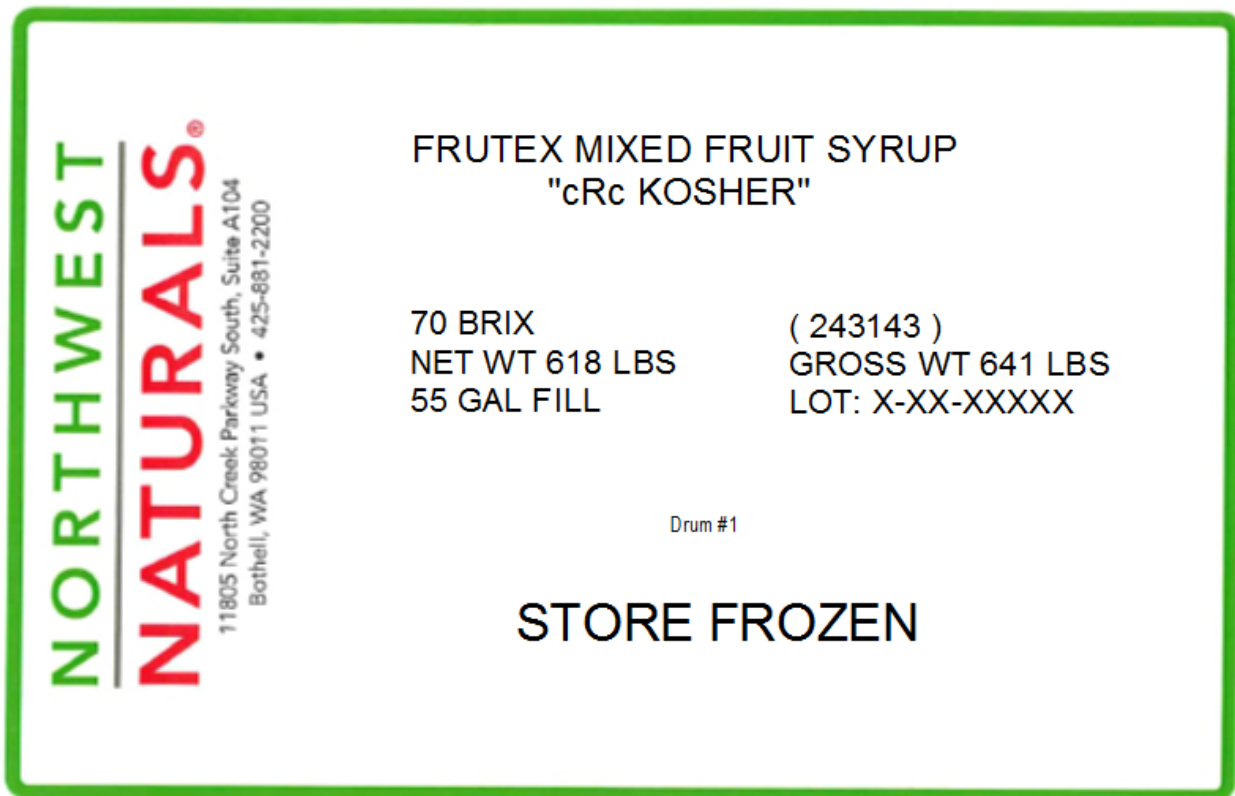 NORTHWEST
NATURALS®
11805 North Creek Parkway South, Suite A104
Bothell, WA 98011 USA • 425-881-2200
FRUTEX MIXED FRUIT SYRUP
"cRc KOSHER"
70 BRIX ( 243143 )
NET WT 618 LBS GROSS WT 641 LBS
55 GAL FILL LOT: X-XX-XXXXX
Drum #1
STORE FROZEN